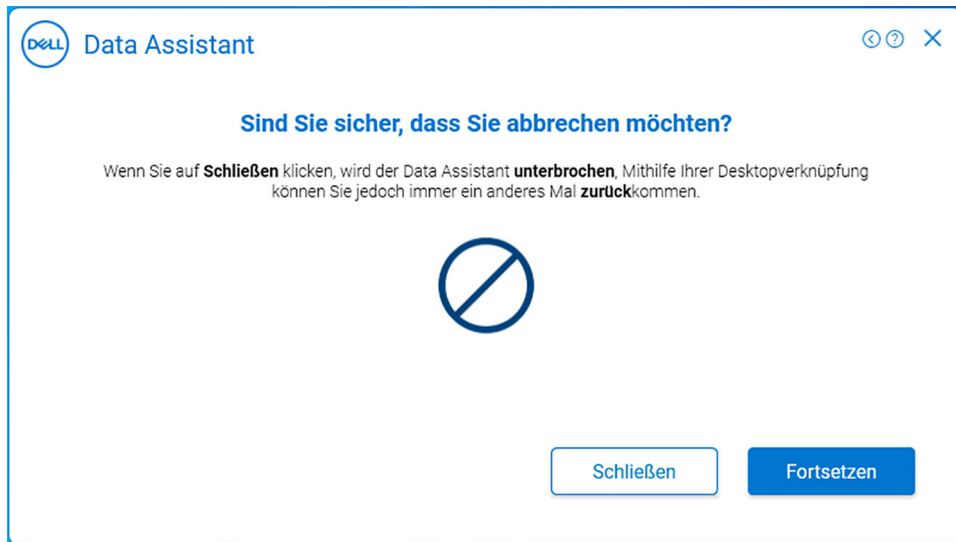 DELL Data Assistant
Sind Sie sicher, dass Sie abbrechen möchten?
Wenn Sie auf Schließen klicken, wird der Data Assistant unterbrochen, Mithilfe Ihrer Desktopverknüpfung
können Sie jedoch immer ein anderes Mal zurückkommen.
Schließen Fortsetzen